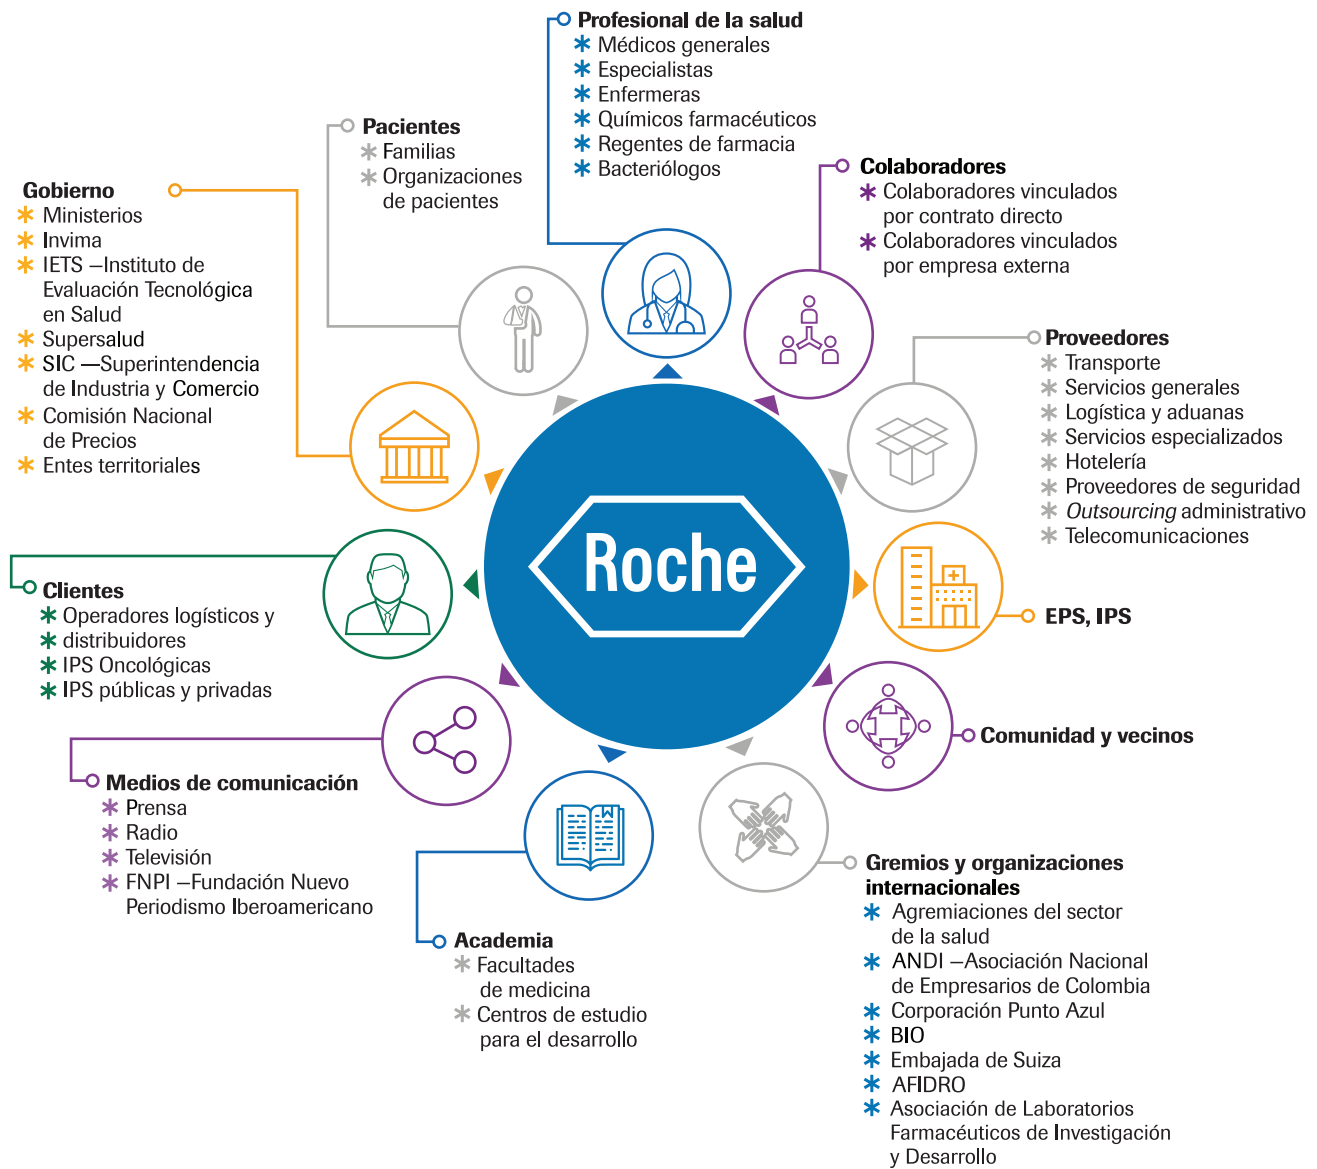 Profesional de la salud
Médicos generales
Especialistas
Enfermeras
Químicos farmacéuticos
Regentes de farmacia
Bacteriólogos
Pacientes
Familias
Organizaciones
de pacientes
Colaboradores
Colaboradores vinculados
por contrato directo
Colaboradores vinculados
por empresa externa
Gobierno
Ministerios
Invima
IETS –Instituto de
Evaluación Tecnológica
en Salud
Supersalud
SIC —Superintendencia
de Industria y Comercio
Comisión Nacional
de Precios
Entes territoriales
Proveedores
Transporte
Servicios generales
Logística y aduanas
Servicios especializados
Hotelería
Proveedores de seguridad
Outsourcing administrativo
Telecomunicaciones
Roche
Clientes
Operadores logísticos y
distribuidores
IPS Oncológicas
IPS públicas y privadas
EPS, IPS
Comunidad y vecinos
Medios de comunicación
Prensa
Radio
Televisión
FNPI –Fundación Nuevo
Periodismo Iberoamericano
Academia
Facultades
de medicina
Centros de estudio
para el desarrollo
Gremios y organizaciones
internacionales
Agremiaciones del sector
de la salud
ANDI –Asociación Nacional
de Empresarios de Colombia
Corporación Punto Azul
BIO
Embajada de Suiza
AFIDRO
Asociación de Laboratorios
Farmacéuticos de Investigación
y Desarrollo